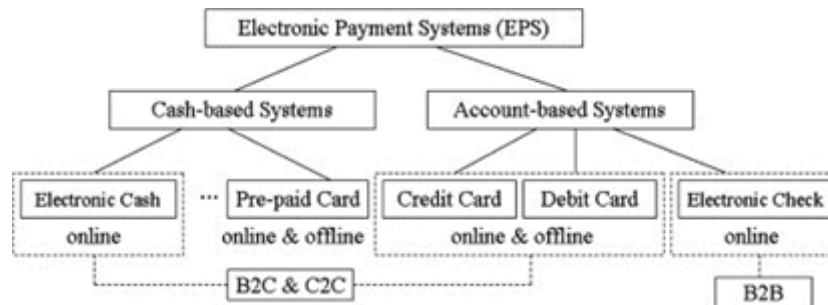 Electronic Payment Systems (EPS)
Cash-based Systems
Account-based Systems
Electronic Cash
...
Pre-paid Card
Credit Card
Debit Card
Electronic Check
online
online & offline
online & offline
online
B2C & C2C
B2B